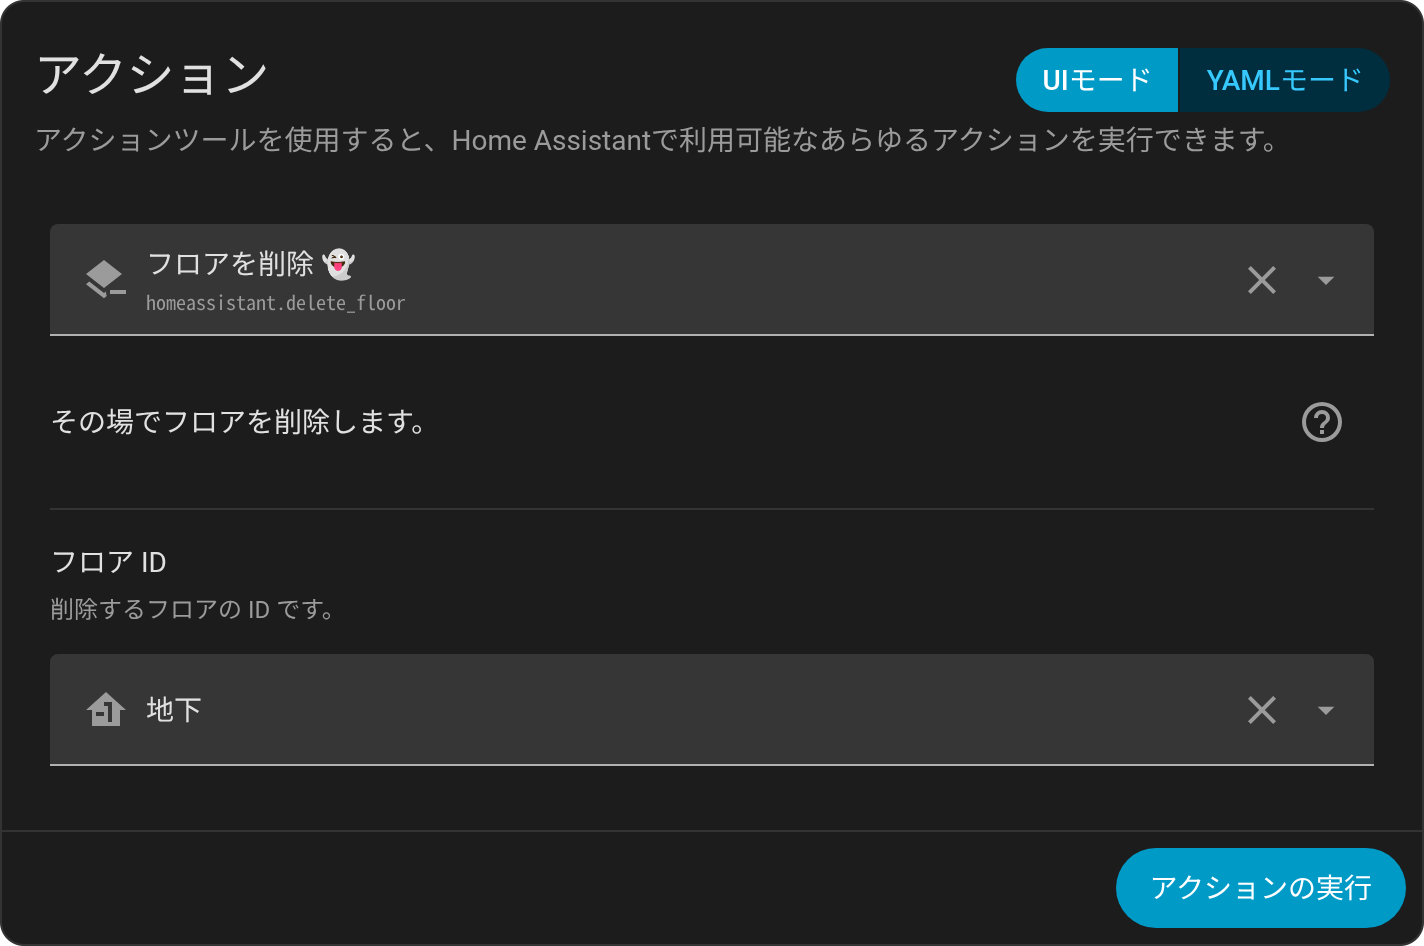 アクション
UIモード
YAMLモード
アクションツールを使用すると、Home Assistantで利用可能なあらゆるアクションを実行できます。
フロアを削除 👻
homeassistant.delete_floor
その場でフロアを削除します。
フロア ID
削除するフロアの ID です。
地下
アクションの実行